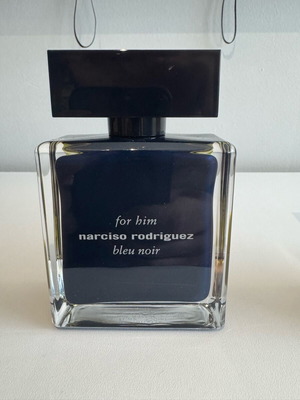 for him
narciso rodriguez
bleu noir